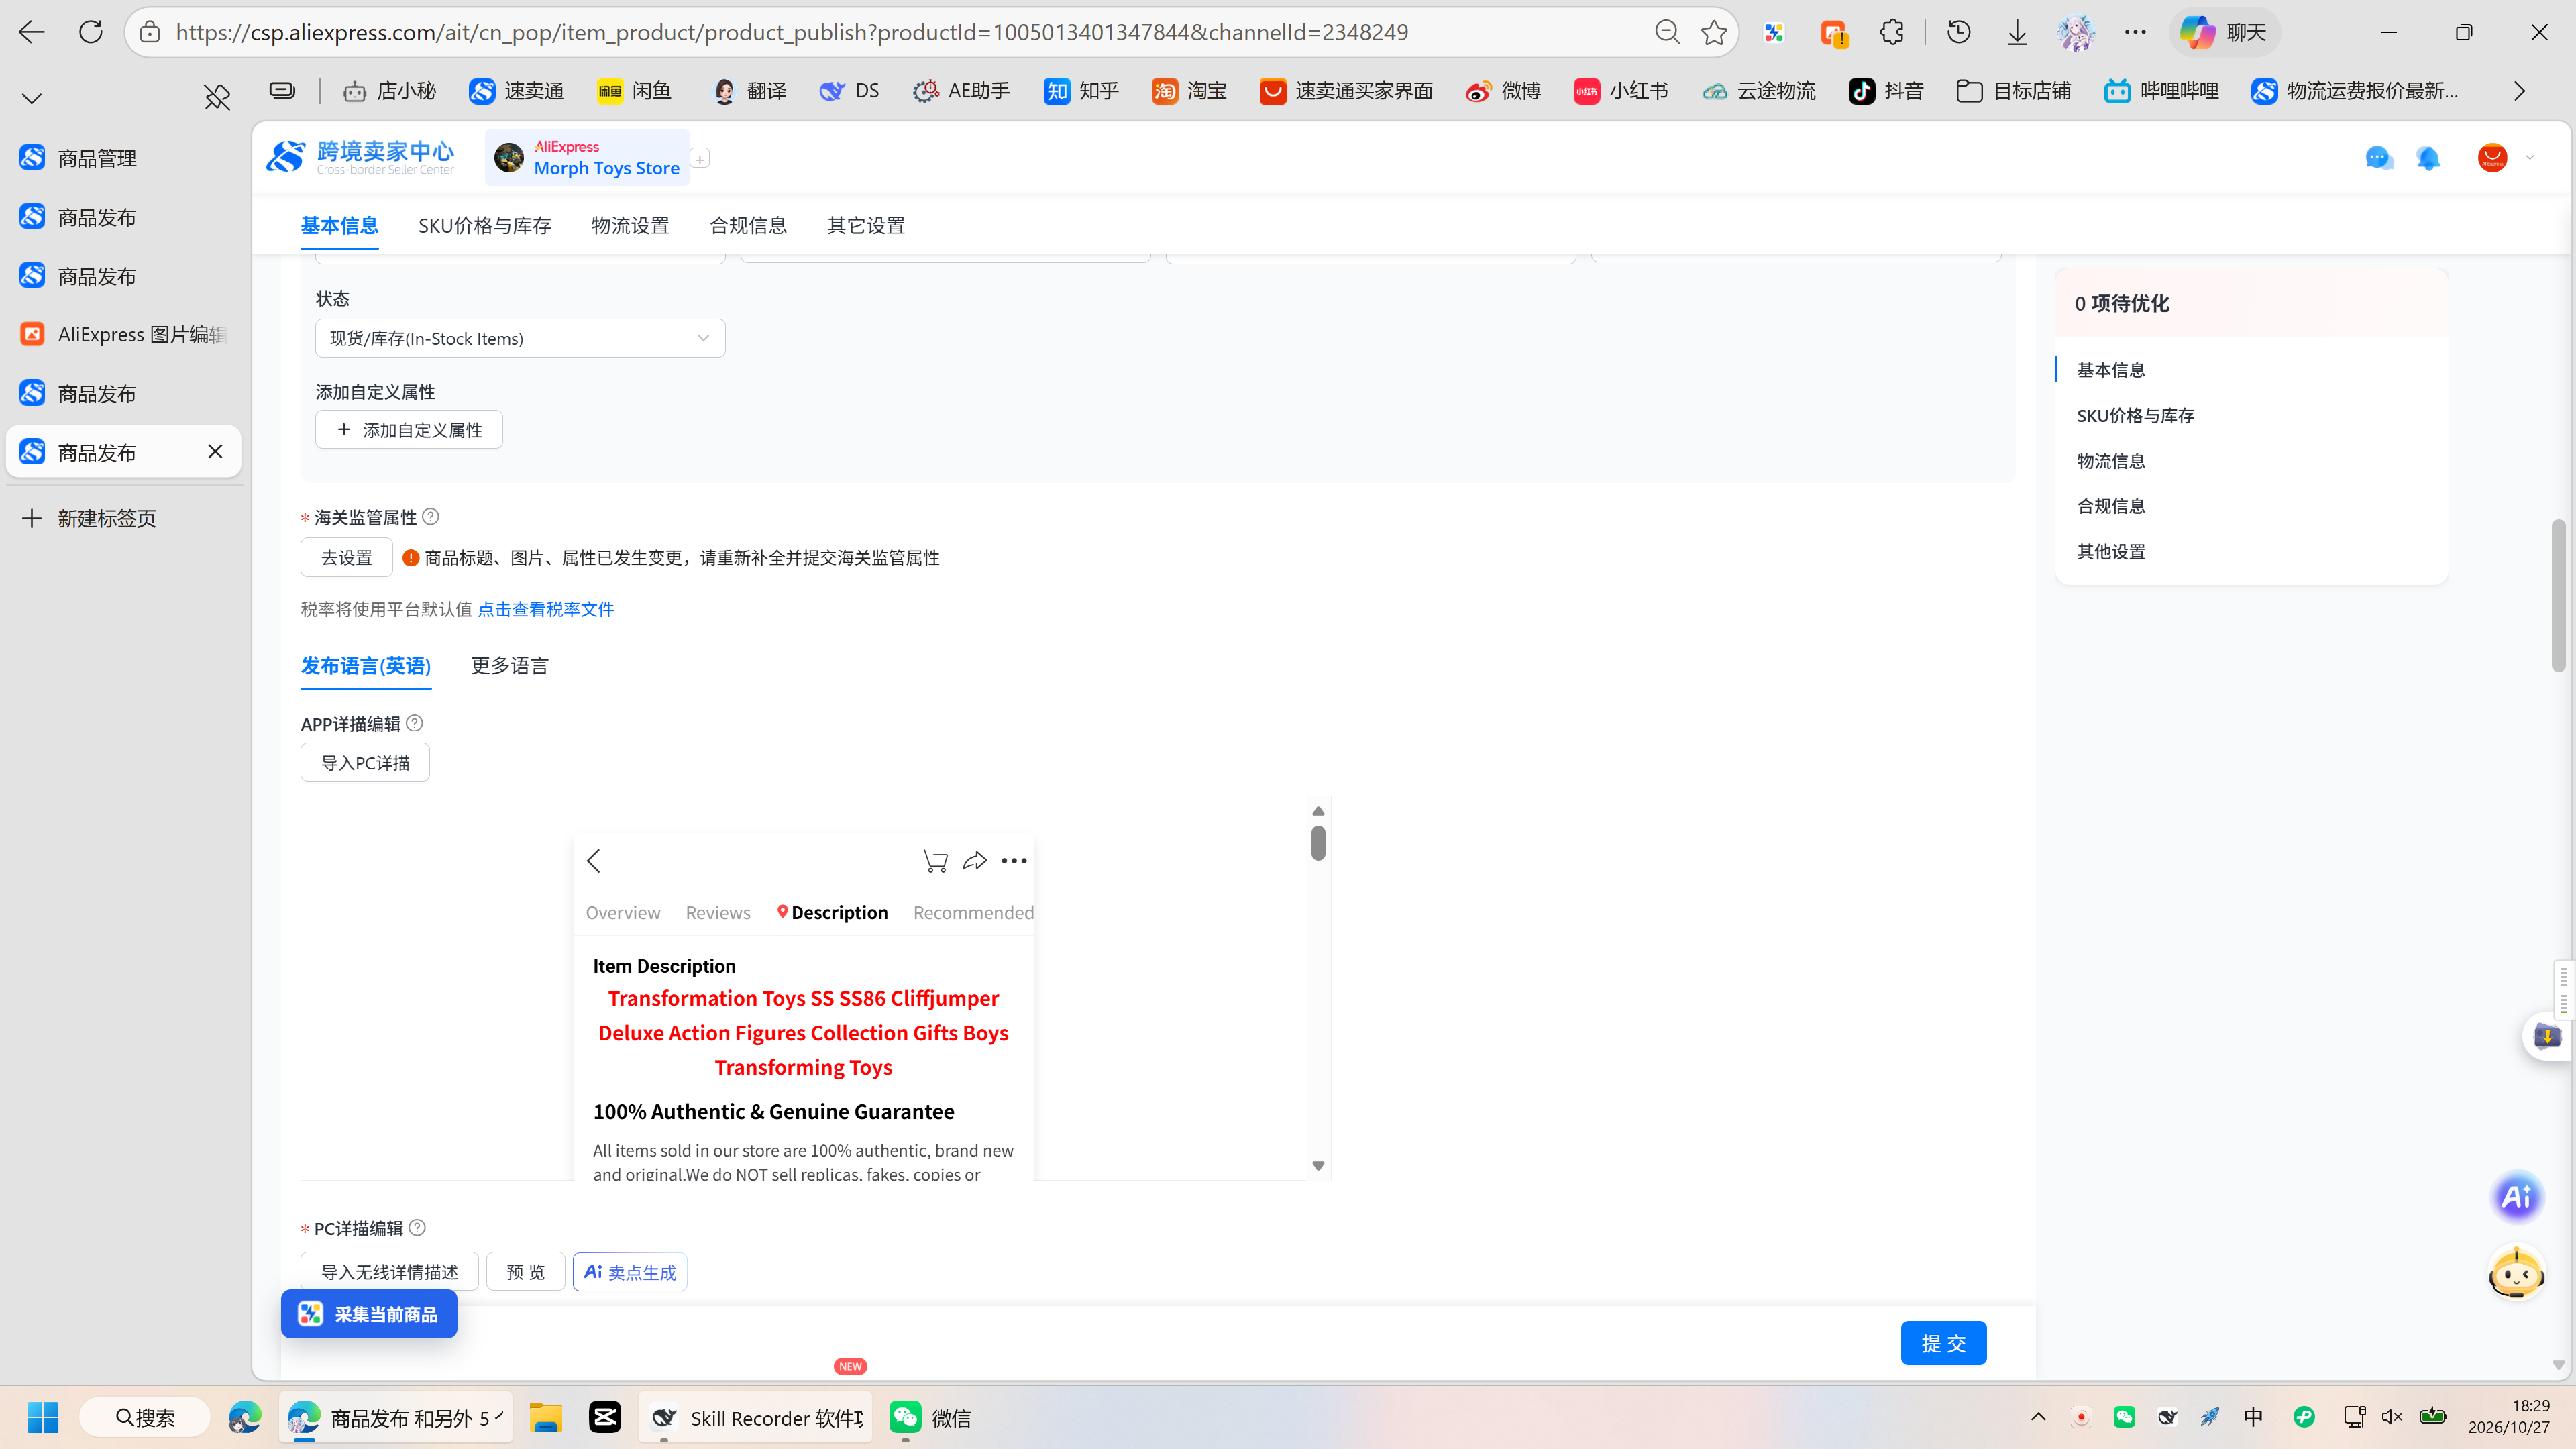 https://csp.aliexpress.com/ait/cn_pop/item_product/product_publish?productId=1005013401347844&channelId=2348249
聊天
店小秘
速卖通
闲鱼
翻译
DS
AE助手
知乎
淘宝
速卖通买家界面
微博
小红书
云途物流
抖音
目标店铺
哔哩哔哩
物流运费报价最新...
商品管理
商品发布
商品发布
AliExpress 图片编辑
商品发布
商品发布
新建标签页
跨境卖家中心
Cross-border Seller Center
AliExpress
Morph Toys Store
基本信息
SKU价格与库存
物流设置
合规信息
其它设置
状态
现货/库存(In-Stock Items)
添加自定义属性
+ 添加自定义属性
* 海关监管属性
去设置
商品标题、图片、属性已发生变更，请重新补全并提交海关监管属性
税率将使用平台默认值 点击查看税率文件
发布语言(英语)
更多语言
APP详描编辑
导入PC详描
Overview
Reviews
Description
Recommended
Item Description
Transformation Toys SS SS86 Cliffjumper
Deluxe Action Figures Collection Gifts Boys
Transforming Toys
100% Authentic & Genuine Guarantee
All items sold in our store are 100% authentic, brand new
and original.We do NOT sell replicas, fakes, copies or
* PC详描编辑
导入无线详情描述
预 览
Ai 卖点生成
采集当前商品
提 交
0 项待优化
基本信息
SKU价格与库存
物流信息
合规信息
其他设置
Ai
NEW
搜索
商品发布 和另外 5 个
Skill Recorder 软件项
微信
中
18:29
2026/10/27